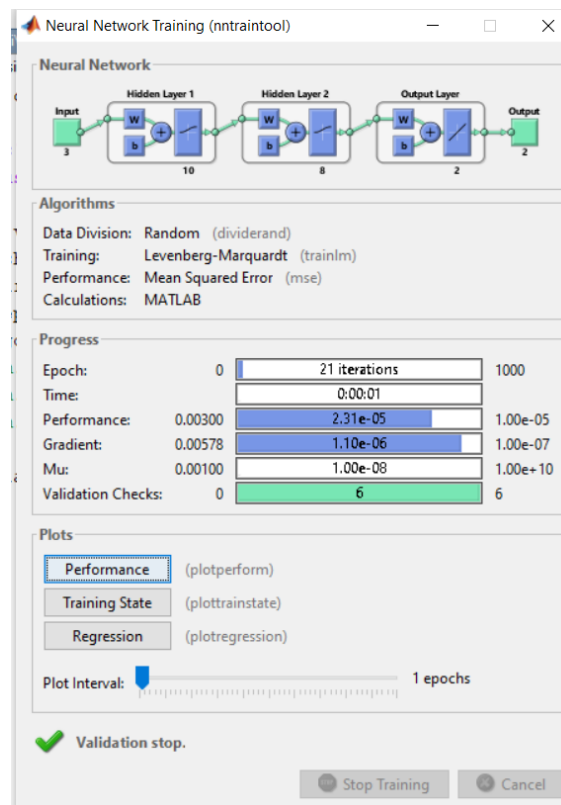 Neural Network Training (nntraintool)
Neural Network
Hidden Layer 1 Hidden Layer 2 Output Layer
Input Output
W W W
+ + +
b b b
3 10 8 2 2
Algorithms
Data Division: Random (dividerand)
Training: Levenberg-Marquardt (trainlm)
Performance: Mean Squared Error (mse)
Calculations: MATLAB
Progress
Epoch: 0 21 iterations 1000
Time: 0:00:01
Performance: 0.00300 2.31e-05 1.00e-05
Gradient: 0.00578 1.10e-06 1.00e-07
Mu: 0.00100 1.00e-08 1.00e+10
Validation Checks: 0 6 6
Plots
Performance (plotperform)
Training State (plottrainstate)
Regression (plotregression)
Plot Interval: 1 epochs
Validation stop.
Stop Training Cancel